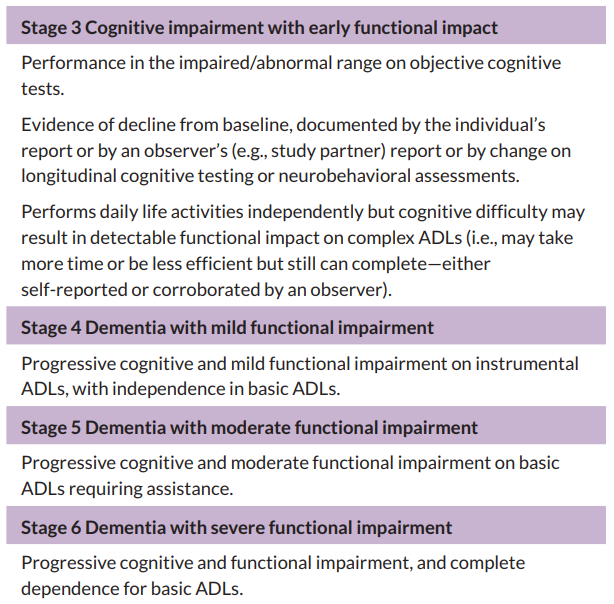 Stage 3 Cognitive impairment with early functional impact
Performance in the impaired/abnormal range on objective cognitive
tests.
Evidence of decline from baseline, documented by the individual’s
report or by an observer’s (e.g., study partner) report or by change on
longitudinal cognitive testing or neurobehavioral assessments.
Performs daily life activities independently but cognitive difficulty may
result in detectable functional impact on complex ADLs (i.e., may take
more time or be less efficient but still can complete—either
self-reported or corroborated by an observer).
Stage 4 Dementia with mild functional impairment
Progressive cognitive and mild functional impairment on instrumental
ADLs, with independence in basic ADLs.
Stage 5 Dementia with moderate functional impairment
Progressive cognitive and moderate functional impairment on basic
ADLs requiring assistance.
Stage 6 Dementia with severe functional impairment
Progressive cognitive and functional impairment, and complete
dependence for basic ADLs.